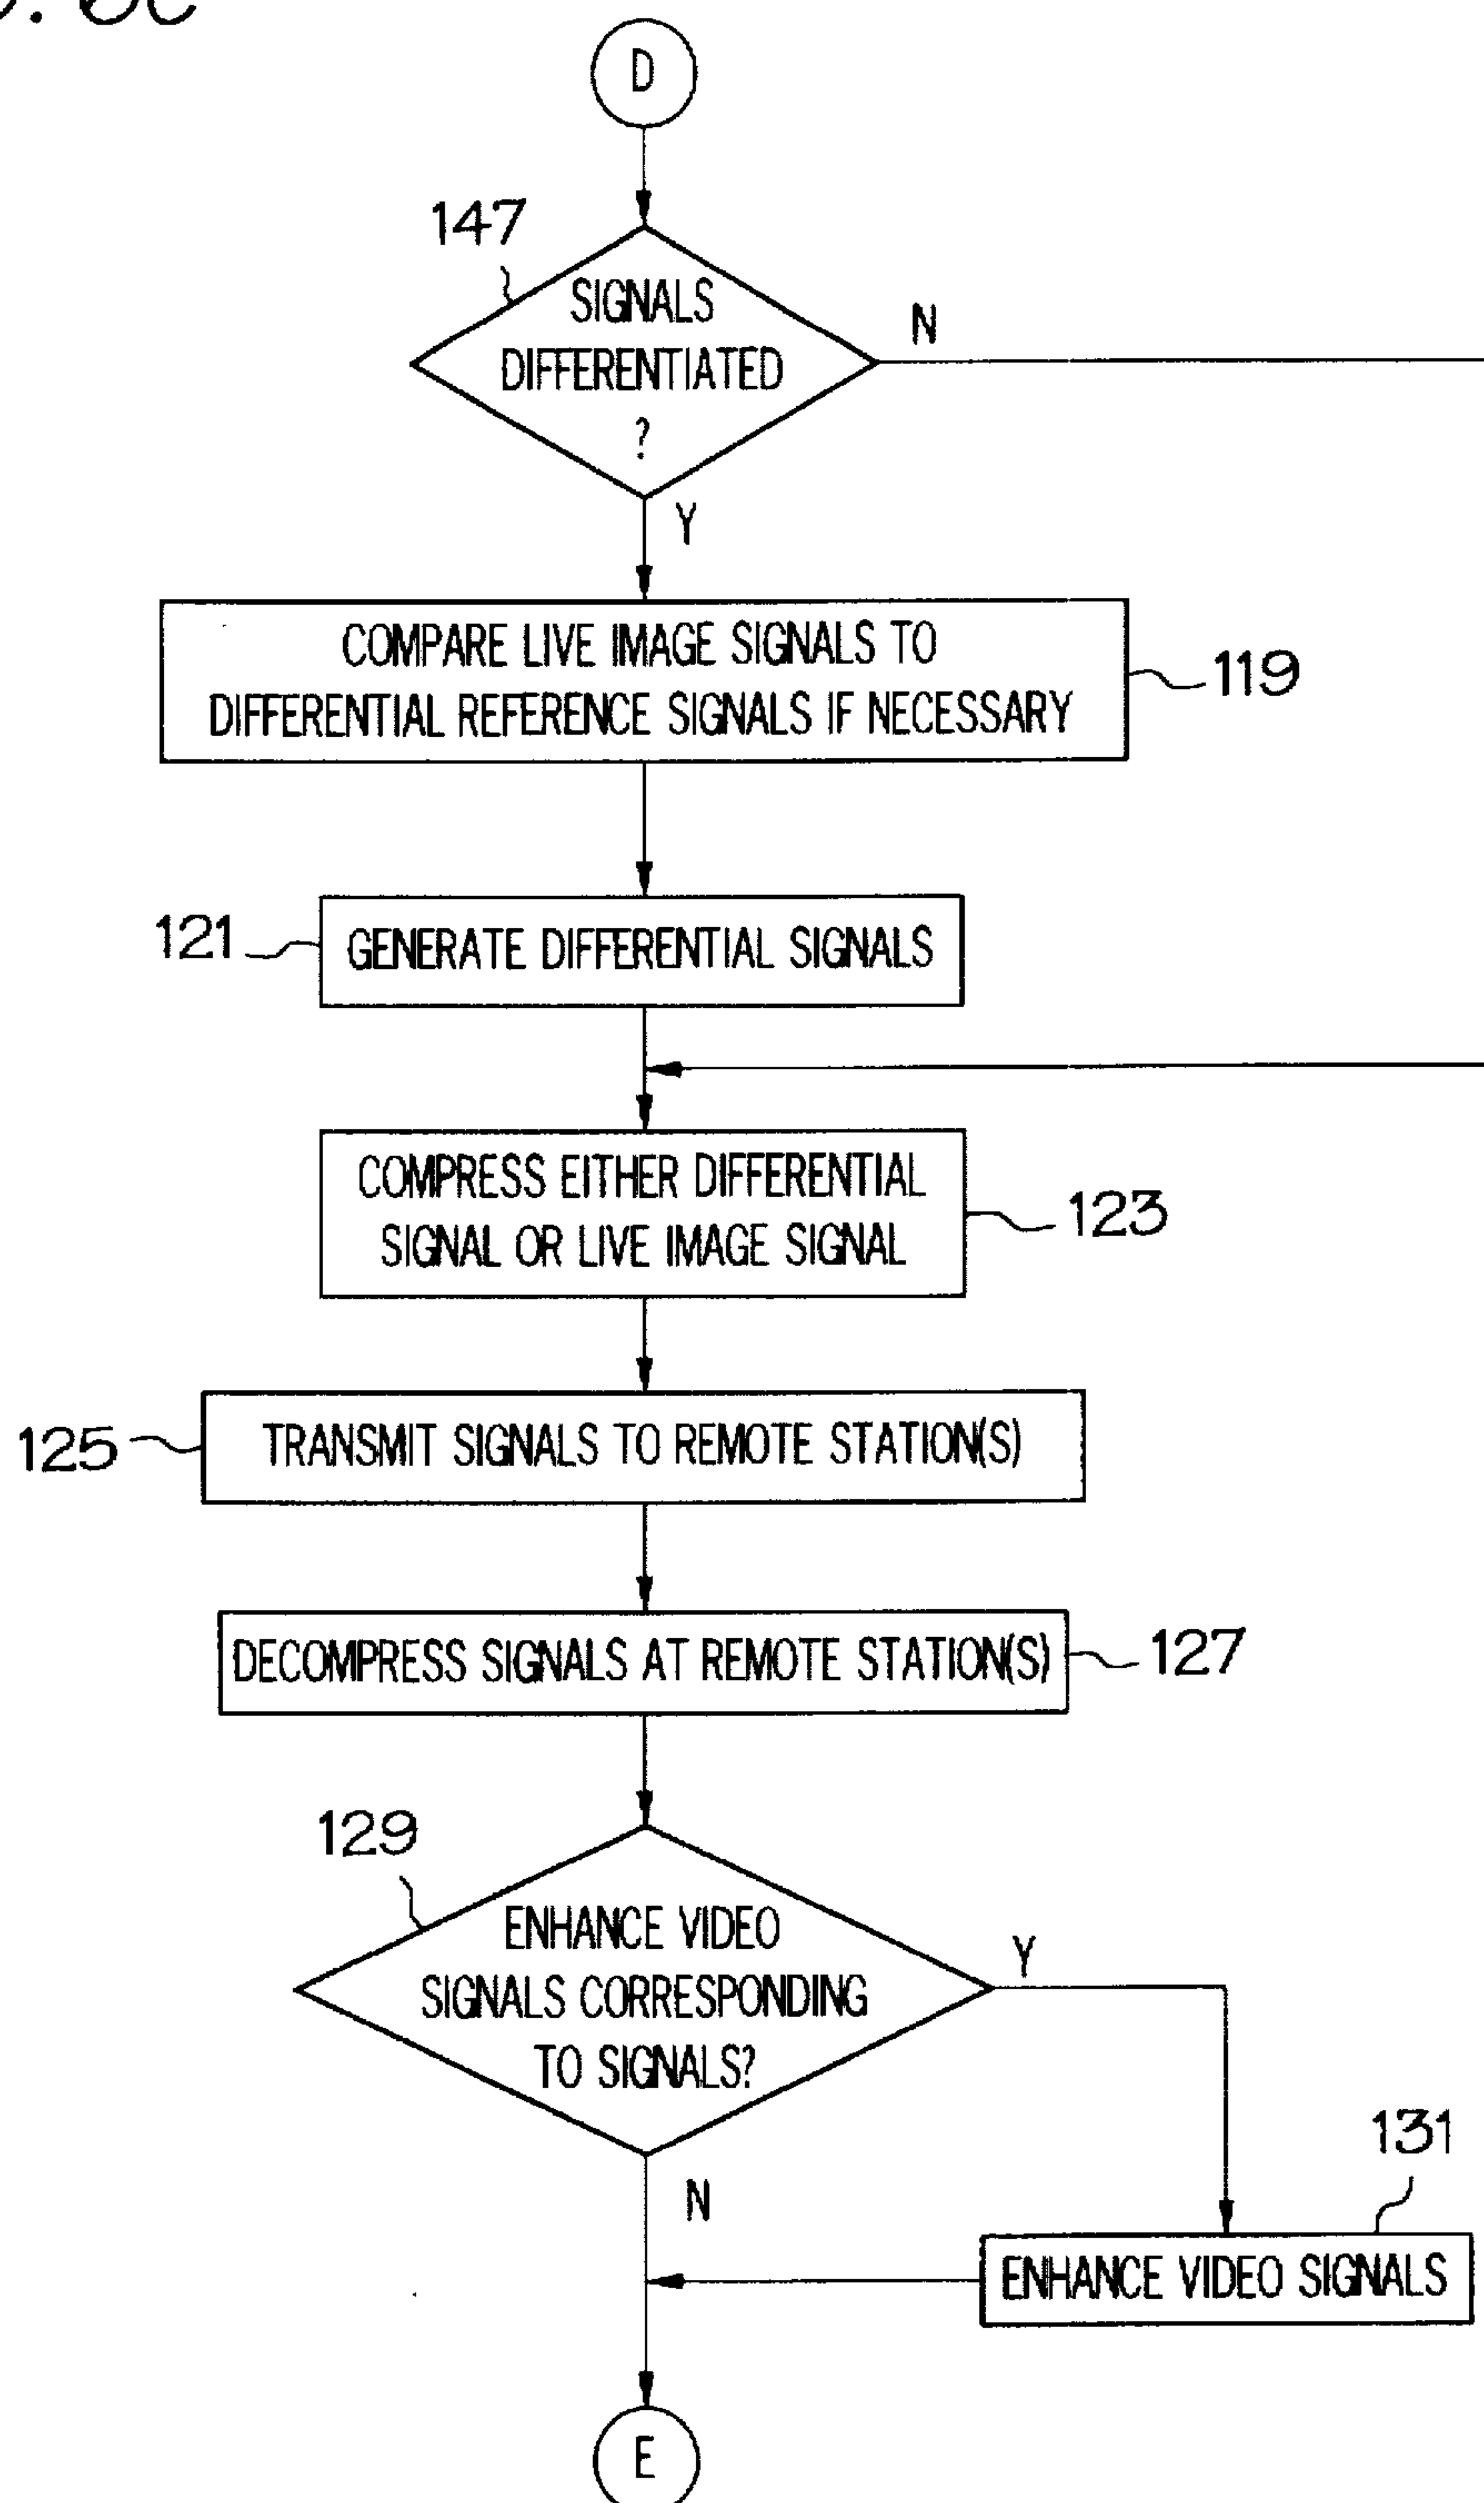 D
147
SIGNALS
DIFFERENTIATED
?
N
Y
COMPARE LIVE IMAGE SIGNALS TO
DIFFERENTIAL REFERENCE SIGNALS IF NECESSARY
119
121
GENERATE DIFFERENTIAL SIGNALS
COMPRESS EITHER DIFFERENTIAL
SIGNAL OR LIVE IMAGE SIGNAL
123
125
TRANSMIT SIGNALS TO REMOTE STATION(S)
DECOMPRESS SIGNALS AT REMOTE STATION(S)
127
129
ENHANCE VIDEO
SIGNALS CORRESPONDING
TO SIGNALS?
Y
N
131
ENHANCE VIDEO SIGNALS
E